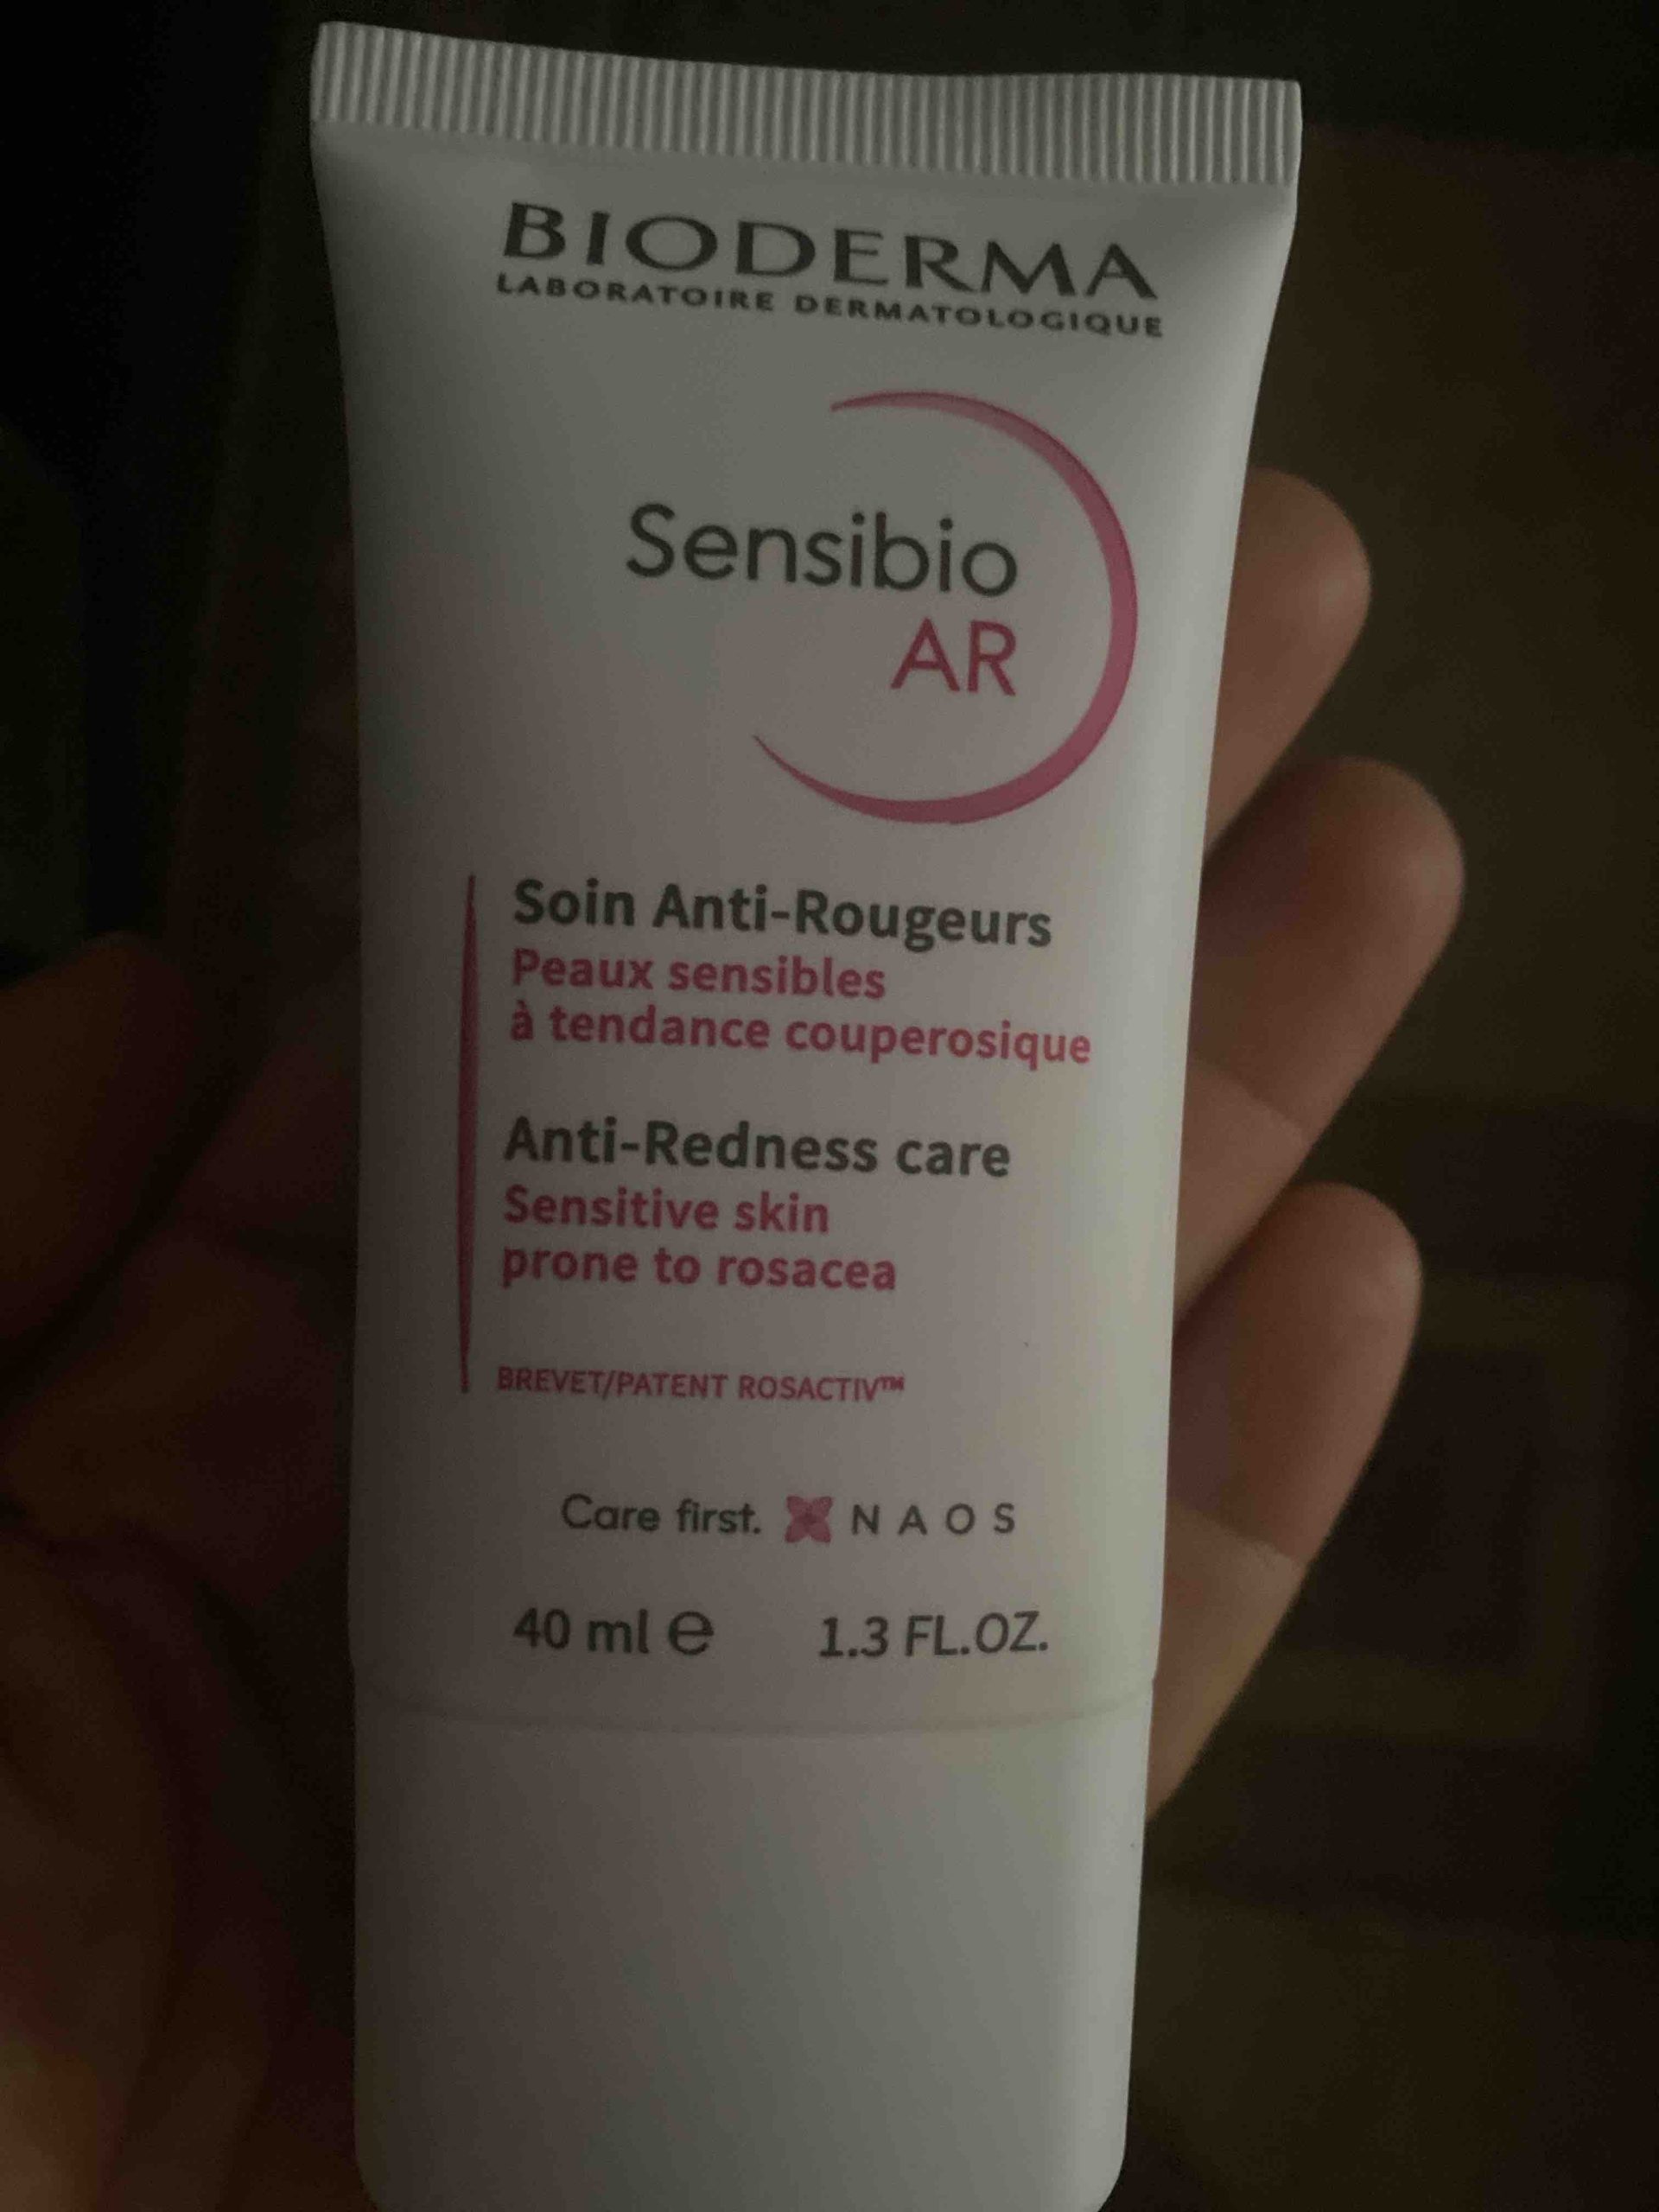 BIODERMA
LABORATOIRE DERMATOLOGIQUE
Sensibio
AR
Soin Anti-Rougeurs
Peaux sensibles
à tendance couperosique
Anti-Redness care
Sensitive skin
prone to rosacea
BREVET/PATENT ROSACTIV™
Care first. NAOS
40 ml e 1.3 FL.OZ.